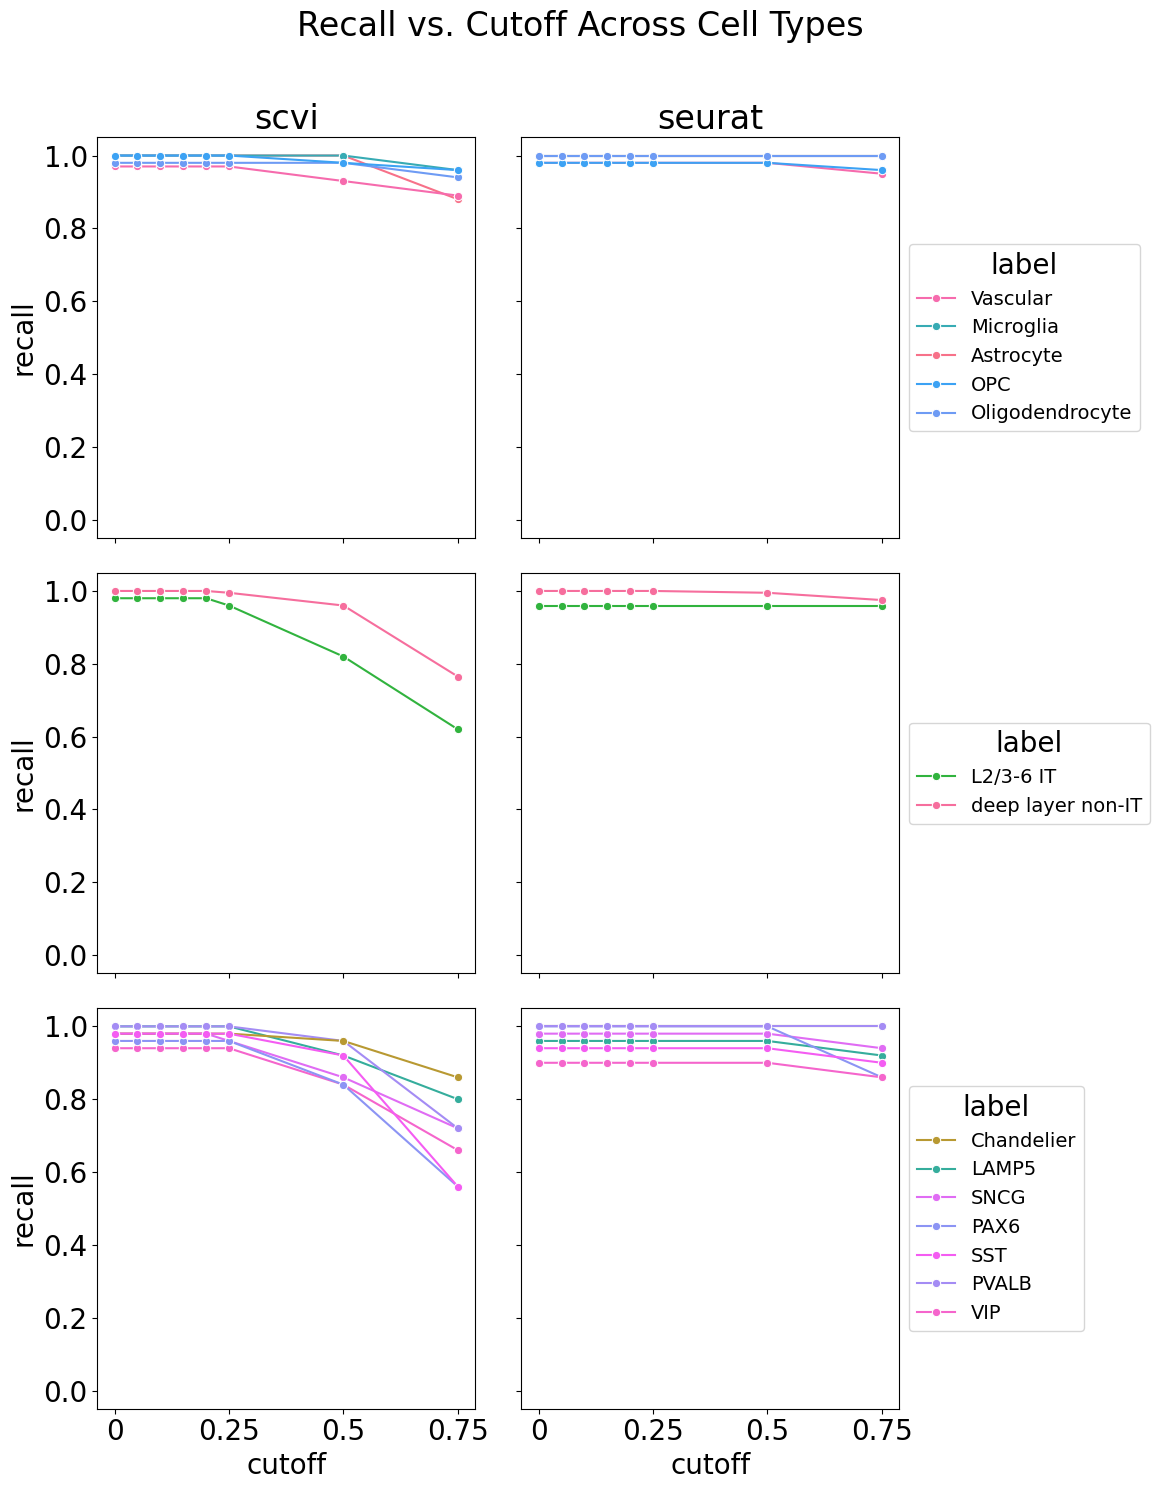 Recall vs. Cutoff Across Cell Types
scvi
seurat
1.0
0.8
0.6
0.4
0.2
0.0
recall
label
Vascular
Microglia
Astrocyte
OPC
Oligodendrocyte
1.0
0.8
0.6
0.4
0.2
0.0
recall
label
L2/3-6 IT
deep layer non-IT
1.0
0.8
0.6
0.4
0.2
0.0
recall
label
Chandelier
LAMP5
SNCG
PAX6
SST
PVALB
VIP
0 0.25 0.5 0.75
cutoff
0 0.25 0.5 0.75
cutoff